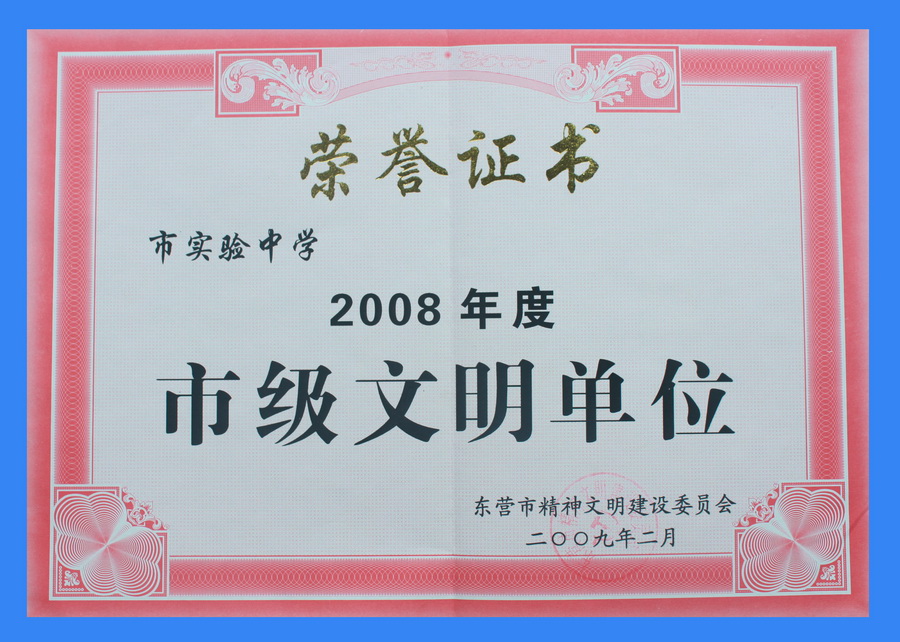 荣誉证书
市实验中学
2008年度
市级文明单位
东营市精神文明建设委员会
二〇〇九年二月